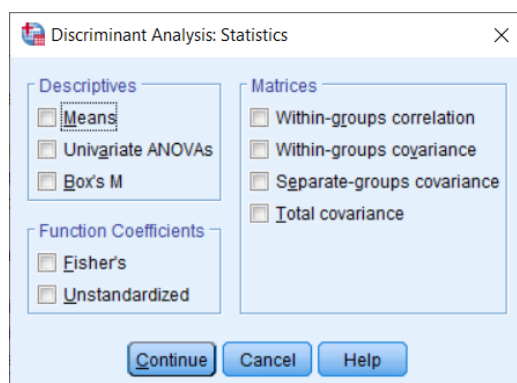 Discriminant Analysis: Statistics
Descriptives
Means
Univariate ANOVAs
Box's M
Function Coefficients
Fisher's
Unstandardized
Matrices
Within-groups correlation
Within-groups covariance
Separate-groups covariance
Total covariance
Continue Cancel Help